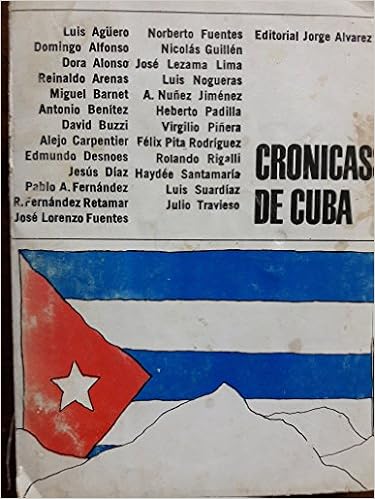 Luis Agüero
Domingo Alfonso
Dora Alonso
Reinaldo Arenas
Miguel Barnet
Antonio Benítez
David Buzzi
Alejo Carpentier
Edmundo Desnoes
Jesús Díaz
Pablo A. Fernández
R. Fernández Retamar
José Lorenzo Fuentes
Norberto Fuentes
Nicolás Guillén
José Lezama Lima
Luis Nogueras
A. Nuñez Jiménez
Heberto Padilla
Virgilio Piñera
Félix Pita Rodríguez
Rolando Rigalli
Haydée Santamaría
Luis Suardíaz
Julio Travieso
Editorial Jorge Alvarez
CRONICAS
DE CUBA